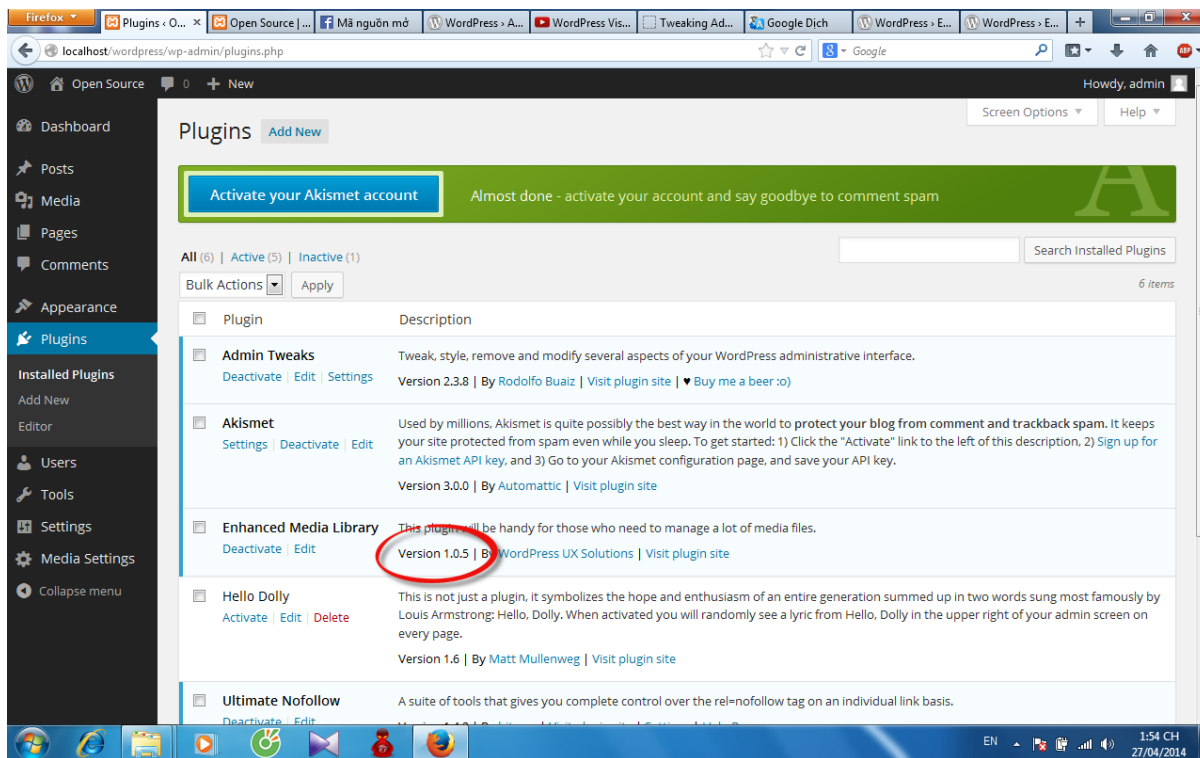 Firefox
Plugins ‹ O...
Open Source | ...
Mã nguồn mở
WordPress › A...
WordPress Vis...
Tweaking Ad...
Google Dịch
WordPress › E...
WordPress › E...
localhost/wordpress/wp-admin/plugins.php
Google
ABP
Open Source 0 + New
Howdy, admin
Screen Options
Help
Dashboard
Posts
Media
Pages
Comments
Appearance
Plugins
Installed Plugins
Add New
Editor
Users
Tools
Settings
Media Settings
Collapse menu
Plugins Add New
Activate your Akismet account
Almost done - activate your account and say goodbye to comment spam
A
All (6) | Active (5) | Inactive (1)
Search Installed Plugins
Bulk Actions Apply
6 items
Plugin Description
Admin Tweaks
Deactivate | Edit | Settings
Tweak, style, remove and modify several aspects of your WordPress administrative interface.
Version 2.3.8 | By Rodolfo Buaiz | Visit plugin site | ♥ Buy me a beer :o)
Akismet
Settings | Deactivate | Edit
Used by millions, Akismet is quite possibly the best way in the world to protect your blog from comment and trackback spam. It keeps
your site protected from spam even while you sleep. To get started: 1) Click the "Activate" link to the left of this description, 2) Sign up for
an Akismet API key, and 3) Go to your Akismet configuration page, and save your API key.
Version 3.0.0 | By Automattic | Visit plugin site
Enhanced Media Library
Deactivate | Edit
This plugin will be handy for those who need to manage a lot of media files.
Version 1.0.5 | By WordPress UX Solutions | Visit plugin site
Hello Dolly
Activate | Edit | Delete
This is not just a plugin, it symbolizes the hope and enthusiasm of an entire generation summed up in two words sung most famously by
Louis Armstrong: Hello, Dolly. When activated you will randomly see a lyric from Hello, Dolly in the upper right of your admin screen on
every page.
Version 1.6 | By Matt Mullenweg | Visit plugin site
Ultimate Nofollow
Deactivate | Edit
A suite of tools that gives you complete control over the rel=nofollow tag on an individual link basis.
EN
1:54 CH
27/04/2014